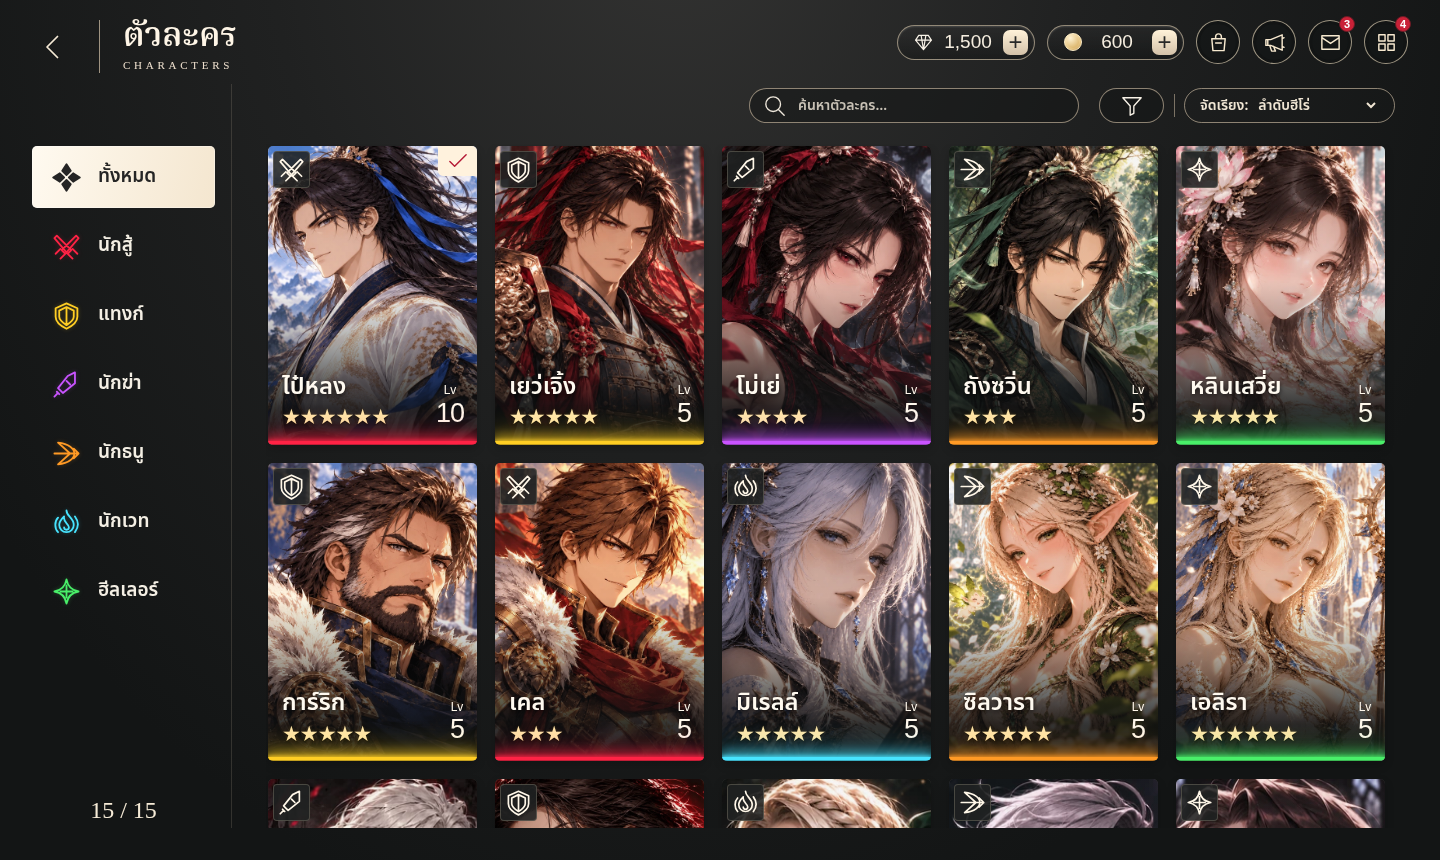 ตัวละคร
CHARACTERS
1,500
600
3
4
ค้นหาตัวละคร...
จัดเรียง: ลำดับฮีโร่
ทั้งหมด
นักสู้
แทงก์
นักฆ่า
นักธนู
นักเวท
ฮีลเลอร์
15 / 15
ไป๋หลง
Lv
10
เยว่เจิ้ง
Lv
5
โม่เย่
Lv
5
ถังซวิ่น
Lv
5
หลินเสวี่ย
Lv
5
การ์ริก
Lv
5
เคล
Lv
5
มิเรลล์
Lv
5
ซิลวารา
Lv
5
เอลิรา
Lv
5